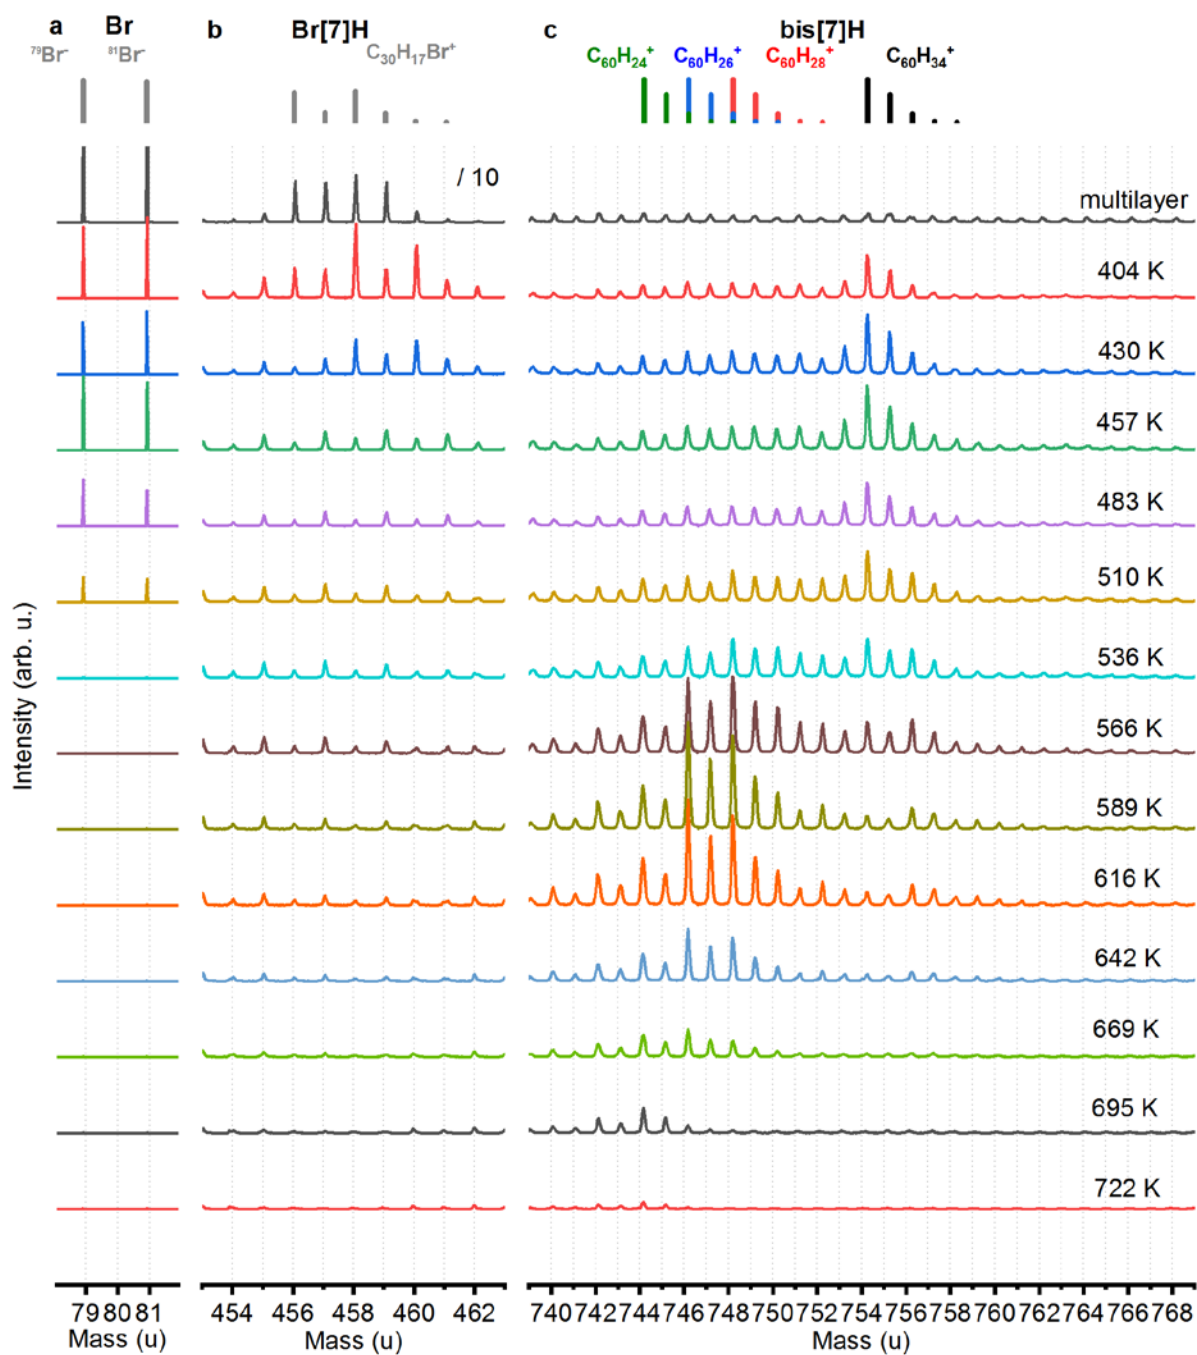 a Br b Br[7]H c bis[7]H
⁷⁹Br⁻ ⁸¹Br⁻ C₃₀H₁₇Br⁺ C₆₀H₂₄⁺ C₆₀H₂₆⁺ C₆₀H₂₈⁺ C₆₀H₃₄⁺
/ 10
multilayer
404 K
430 K
457 K
483 K
510 K
536 K
566 K
589 K
616 K
642 K
669 K
695 K
722 K
Intensity (arb. u.)
79 80 81 454 456 458 460 462 740 742 744 746 748 750 752 754 756 758 760 762 764 766 768
Mass (u) Mass (u) Mass (u)